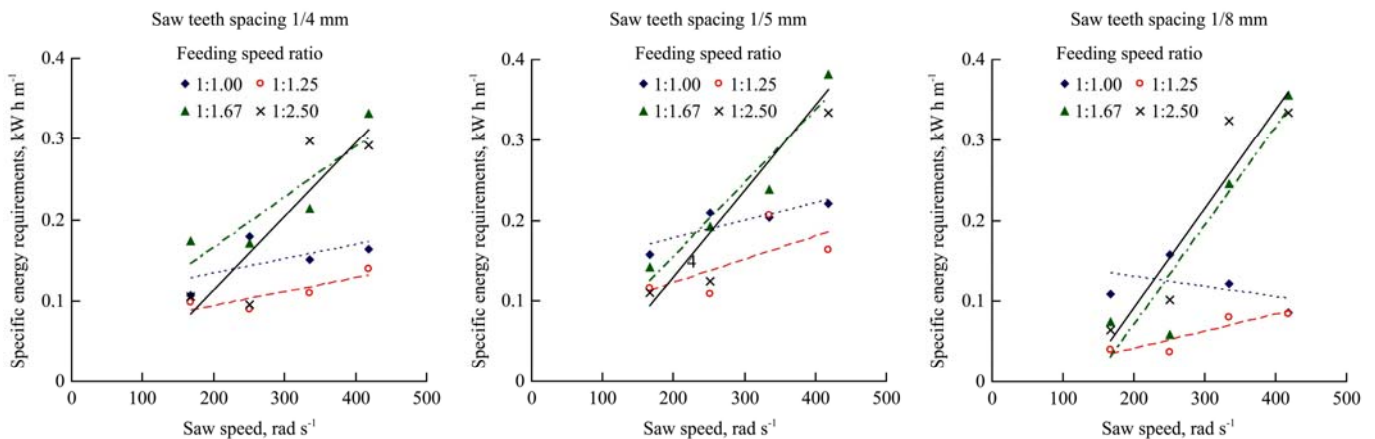 Saw teeth spacing 1/4 mm
Specific energy requirements, kW h m⁻¹
0.4
0.3
0.2
0.1
0
Feeding speed ratio
1:1.00 1:1.25
1:1.67 1:2.50
0 100 200 300 400 500
Saw speed, rad s⁻¹
Saw teeth spacing 1/5 mm
Specific energy requirements, kW h m⁻¹
0.4
0.3
0.2
0.1
0
Feeding speed ratio
1:1.00 1:1.25
1:1.67 1:2.50
4
0 100 200 300 400 500
Saw speed, rad s⁻¹
Saw teeth spacing 1/8 mm
Specific energy requirements, kW h m⁻¹
0.4
0.3
0.2
0.1
0
Feeding speed ratio
1:1.00 1:1.25
1:1.67 1:2.50
0 100 200 300 400 500
Saw speed, rad s⁻¹